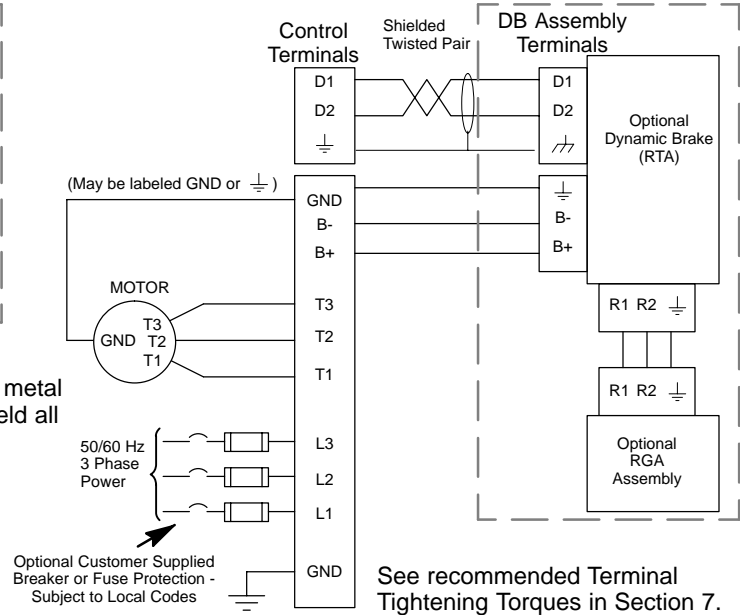 Control
Terminals
Shielded
Twisted Pair
DB Assembly
Terminals
D1
D2
D1
D2
Optional
Dynamic Brake
(RTA)
(May be labeled GND or ⏚)
GND
B-
B+
B-
B+
MOTOR
T3
GND T2
T1
T3
T2
T1
R1 R2
R1 R2
Optional
RGA
Assembly
metal
eld all
50/60 Hz
3 Phase
Power
L3
L2
L1
GND
Optional Customer Supplied
Breaker or Fuse Protection -
Subject to Local Codes
See recommended Terminal
Tightening Torques in Section 7.